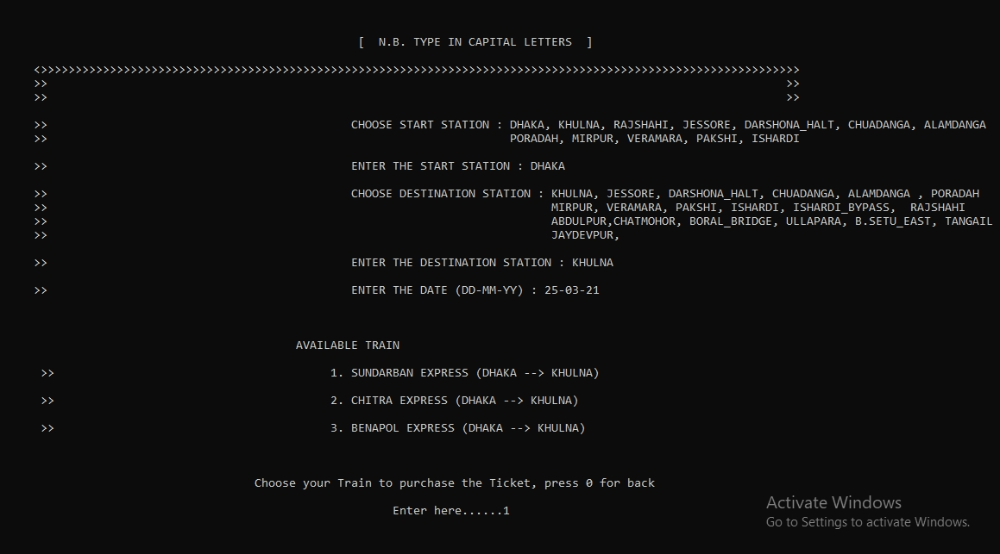 [  N.B. TYPE IN CAPITAL LETTERS  ]
<>>>>>>>>>>>>>>>>>>>>>>>>>>>>>>>>>>>>>>>>>>>>>>>>>>>>>>>>>>>>>>>>>>>>>>>>>>>>>>>>>>>>>>>>>>>>>>>>>>>>>>>>>>>>>>
>> >>
>> >>
>> CHOOSE START STATION : DHAKA, KHULNA, RAJSHAHI, JESSORE, DARSHONA_HALT, CHUADANGA, ALAMDANGA
>> PORADAH, MIRPUR, VERAMARA, PAKSHI, ISHARDI
>> ENTER THE START STATION : DHAKA
>> CHOOSE DESTINATION STATION : KHULNA, JESSORE, DARSHONA_HALT, CHUADANGA, ALAMDANGA , PORADAH
>> MIRPUR, VERAMARA, PAKSHI, ISHARDI, ISHARDI_BYPASS,  RAJSHAHI
>> ABDULPUR,CHATMOHOR, BORAL_BRIDGE, ULLAPARA, B.SETU_EAST, TANGAIL
>> JAYDEVPUR,
>> ENTER THE DESTINATION STATION : KHULNA
>> ENTER THE DATE (DD-MM-YY) : 25-03-21
AVAILABLE TRAIN
>> 1. SUNDARBAN EXPRESS (DHAKA --> KHULNA)
>> 2. CHITRA EXPRESS (DHAKA --> KHULNA)
>> 3. BENAPOL EXPRESS (DHAKA --> KHULNA)
Choose your Train to purchase the Ticket, press 0 for back
Enter here......1
Activate Windows
Go to Settings to activate Windows.